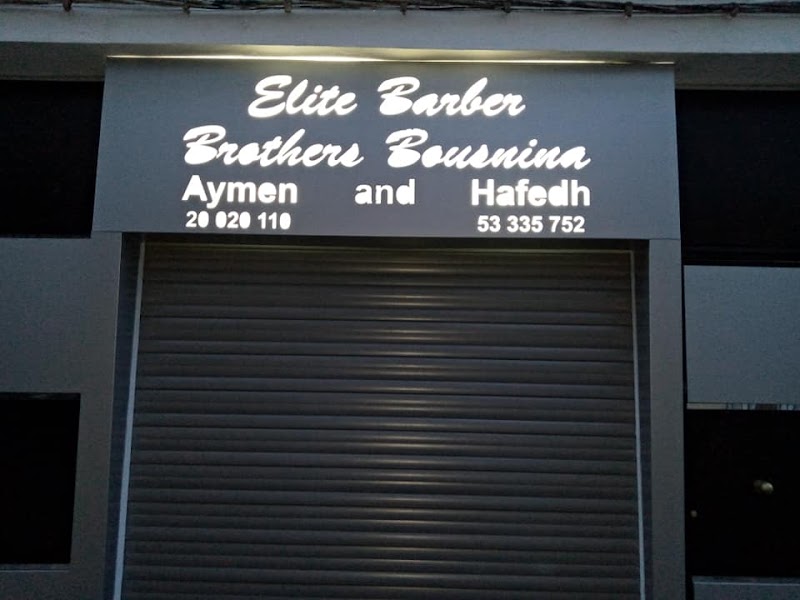 Elite Barber
Brothers Bousnina
Aymen and Hafedh
20 020 110 53 335 752